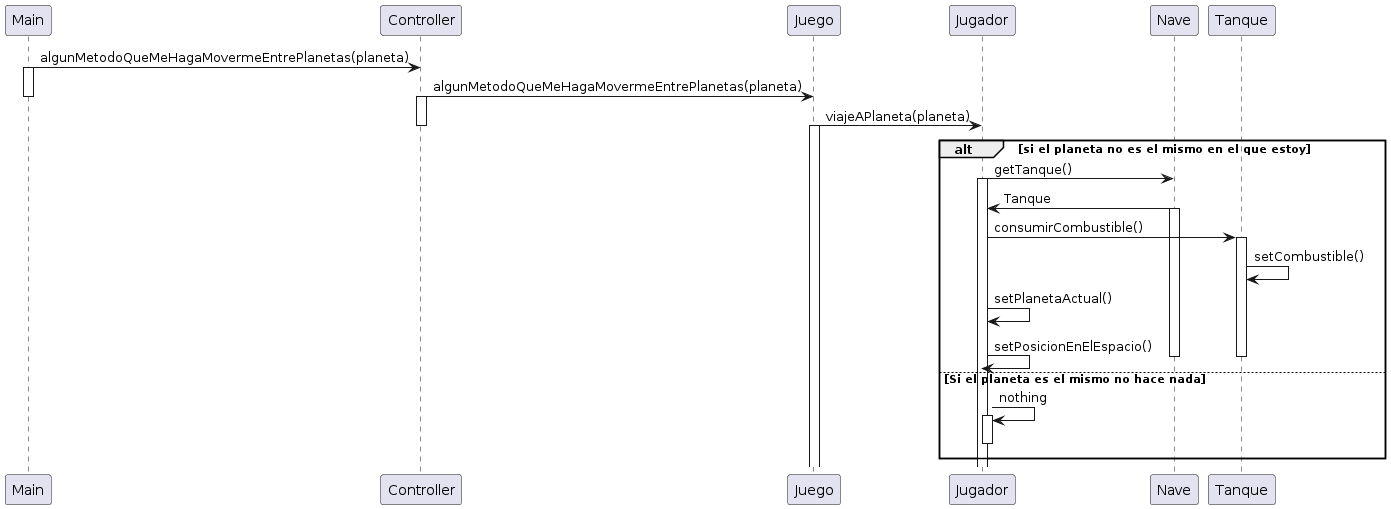 Main
Controller
Juego
Jugador
Nave
Tanque
algunMetodoQueMeHagaMovermeEntrePlanetas(planeta)
algunMetodoQueMeHagaMovermeEntrePlanetas(planeta)
viajeAPlaneta(planeta)
alt
[si el planeta no es el mismo en el que estoy]
getTanque()
Tanque
consumirCombustible()
setCombustible()
setPlanetaActual()
setPosicionEnElEspacio()
[Si el planeta es el mismo no hace nada]
nothing
Main
Controller
Juego
Jugador
Nave
Tanque